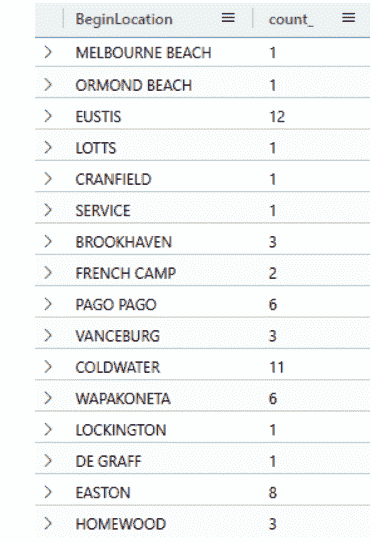 BeginLocation count_
MELBOURNE BEACH 1
ORMOND BEACH 1
EUSTIS 12
LOTTS 1
CRANFIELD 1
SERVICE 1
BROOKHAVEN 3
FRENCH CAMP 2
PAGO PAGO 6
VANCEBURG 3
COLDWATER 11
WAPAKONETA 6
LOCKINGTON 1
DE GRAFF 1
EASTON 8
HOMEWOOD 3